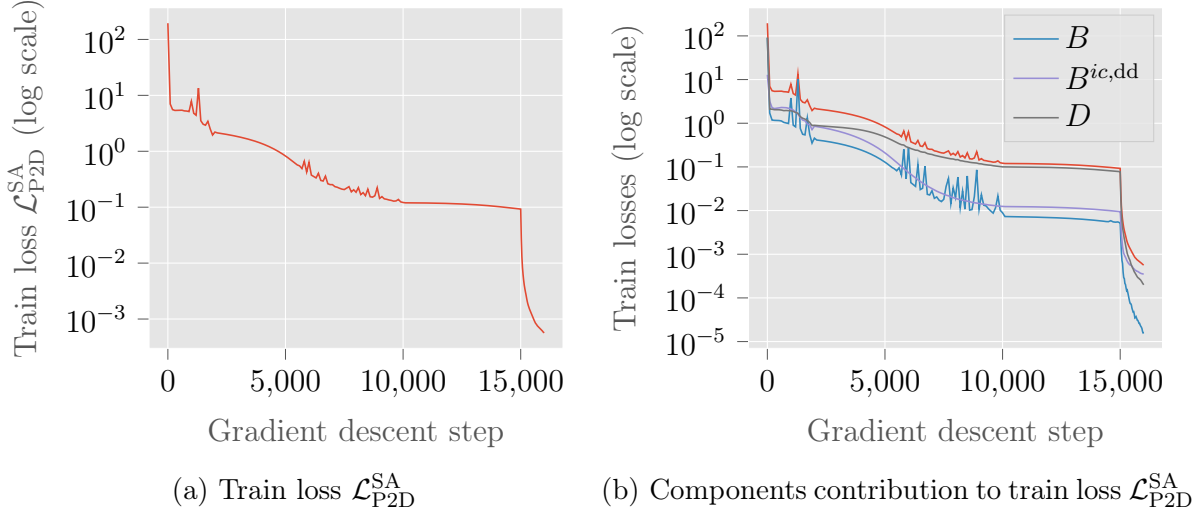 Train loss 𝓛^SA_P2D (log scale)
10^2
10^1
10^0
10^−1
10^−2
10^−3
0
5,000
10,000
15,000
Gradient descent step
(a) Train loss 𝓛^SA_P2D
Train losses (log scale)
10^2
10^1
10^0
10^−1
10^−2
10^−3
10^−4
10^−5
B
B^ic,dd
D
0
5,000
10,000
15,000
Gradient descent step
(b) Components contribution to train loss 𝓛^SA_P2D